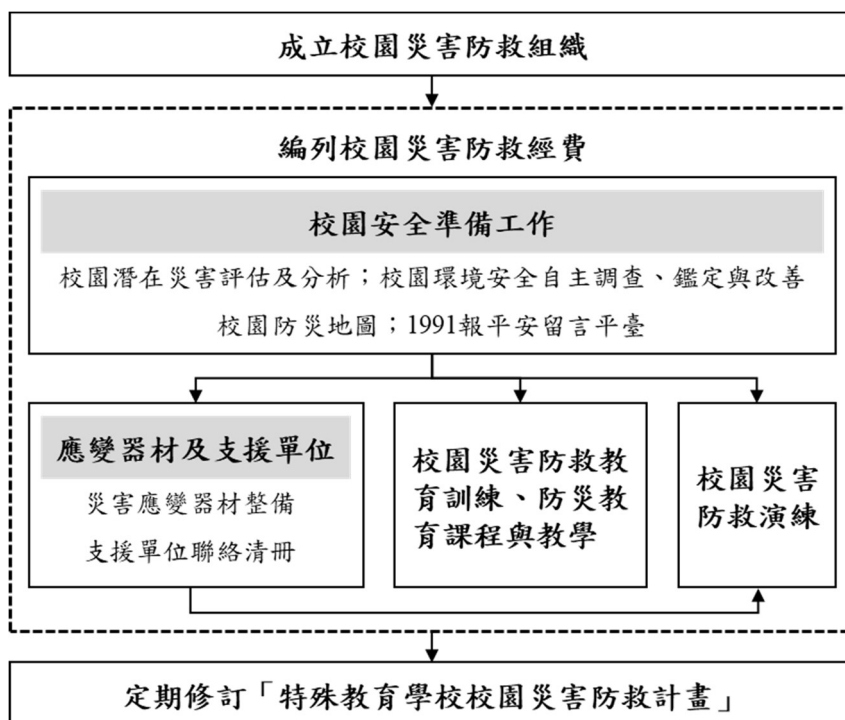 成立校園災害防救組織
編列校園災害防救經費
校園安全準備工作
校園潛在災害評估及分析；校園環境安全自主調查、鑑定與改善
校園防災地圖；1991報平安留言平臺
應變器材及支援單位
災害應變器材整備
支援單位聯絡清冊
校園災害防救教
育訓練、防災教
育課程與教學
校園災害
防救演練
定期修訂「特殊教育學校校園災害防救計畫」